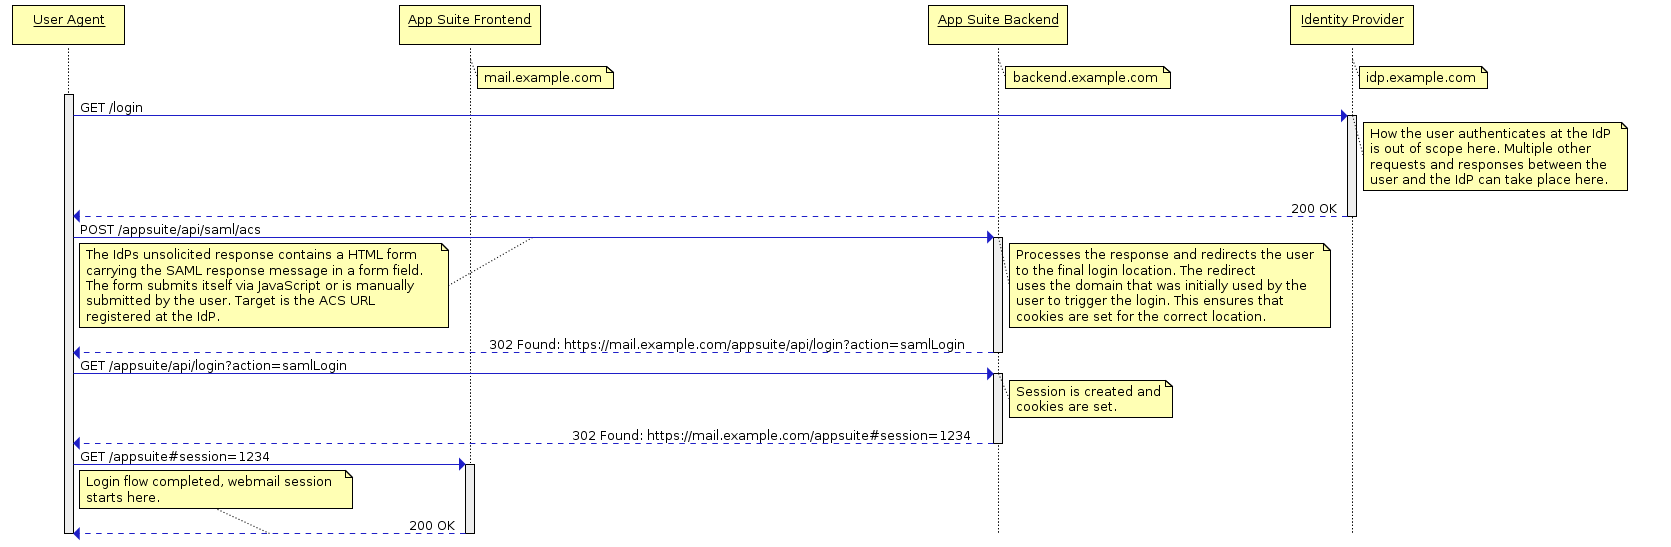 User Agent
App Suite Frontend
App Suite Backend
Identity Provider
mail.example.com
backend.example.com
idp.example.com
GET /login
How the user authenticates at the IdP
is out of scope here. Multiple other
requests and responses between the
user and the IdP can take place here.
200 OK
POST /appsuite/api/saml/acs
The IdPs unsolicited response contains a HTML form
carrying the SAML response message in a form field.
The form submits itself via JavaScript or is manually
submitted by the user. Target is the ACS URL
registered at the IdP.
Processes the response and redirects the user
to the final login location. The redirect
uses the domain that was initially used by the
user to trigger the login. This ensures that
cookies are set for the correct location.
302 Found: https://mail.example.com/appsuite/api/login?action=samlLogin
GET /appsuite/api/login?action=samlLogin
Session is created and
cookies are set.
302 Found: https://mail.example.com/appsuite#session=1234
GET /appsuite#session=1234
Login flow completed, webmail session
starts here.
200 OK